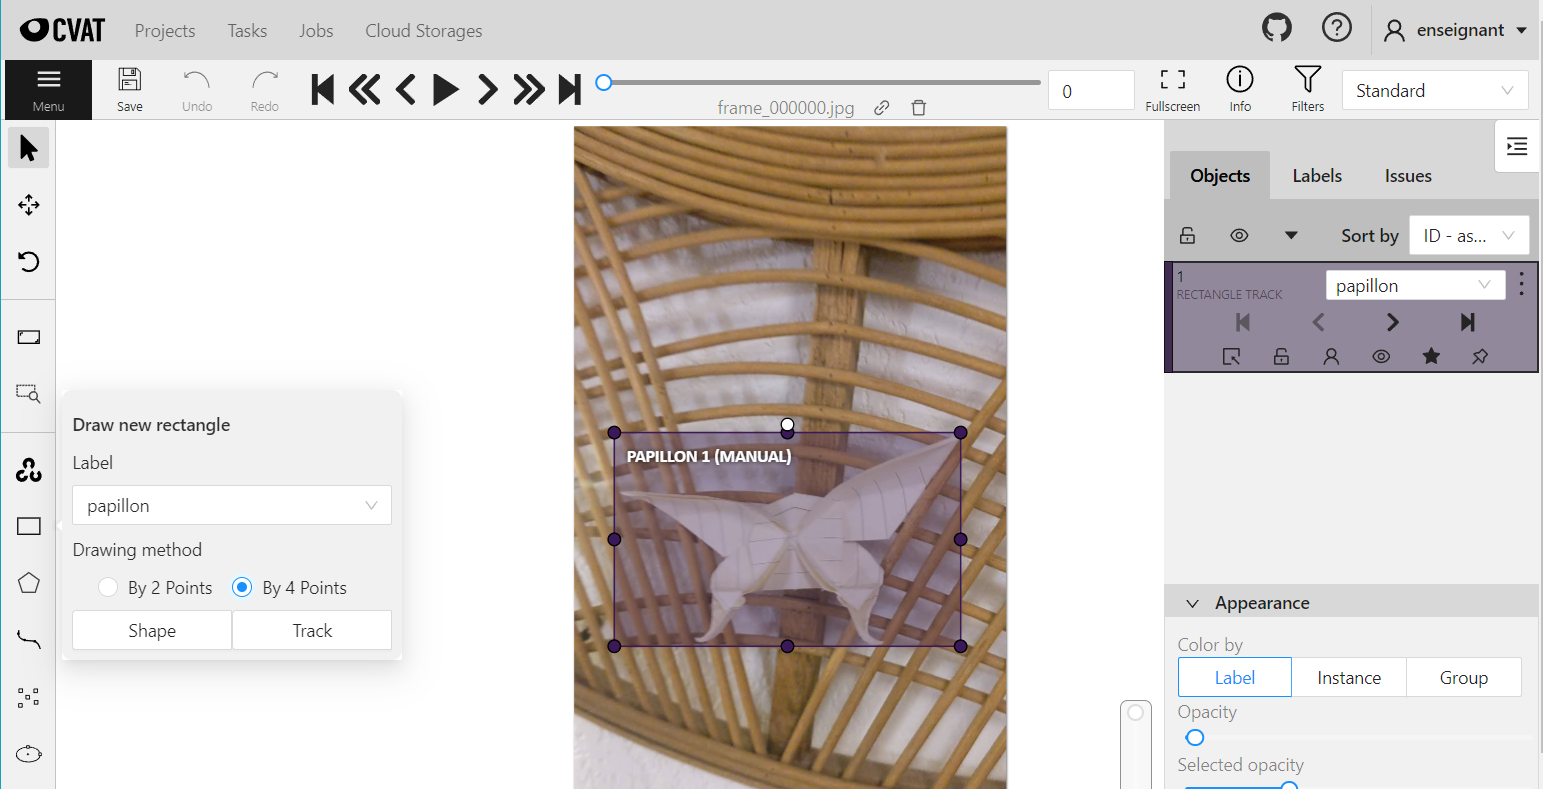 CVAT Projects Tasks Jobs Cloud Storages enseignant
Menu Save Undo Redo 0 Fullscreen Info Filters Standard
frame_000000.jpg
Objects Labels Issues
Sort by ID - as...
1 papillon
RECTANGLE TRACK
Draw new rectangle
Label
papillon
Drawing method
By 2 Points By 4 Points
Shape Track
PAPILLON 1 (MANUAL)
Appearance
Color by
Label Instance Group
Opacity
Selected opacity